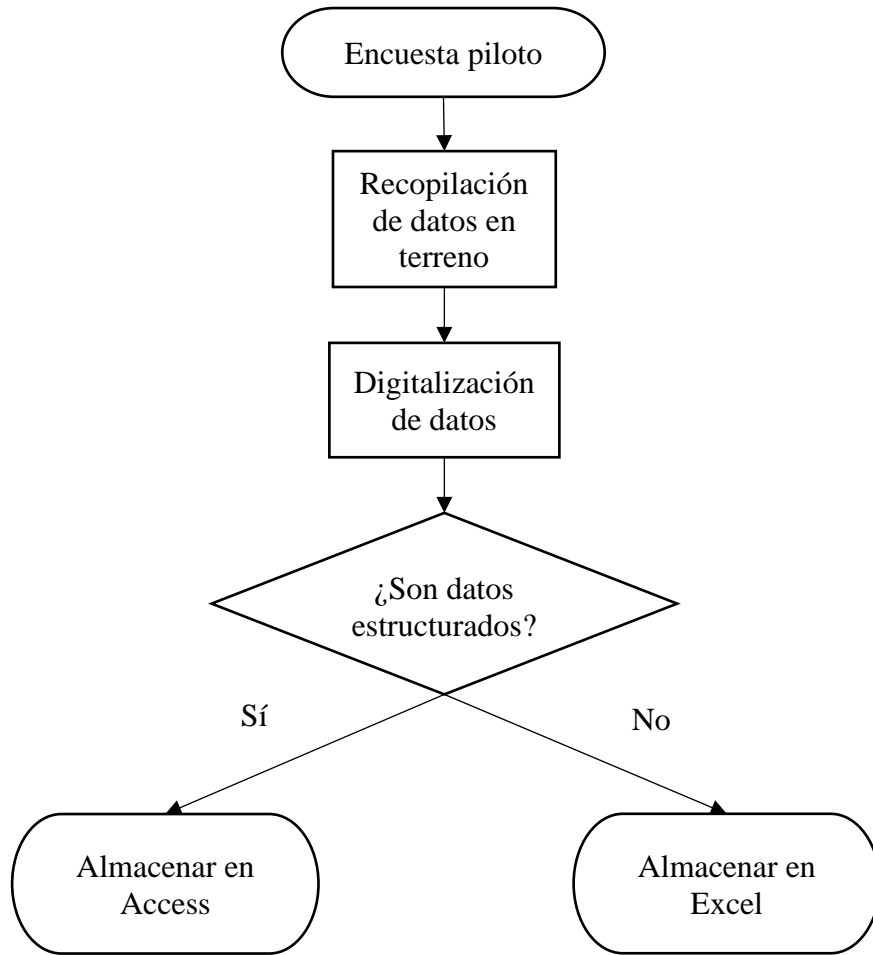 Encuesta piloto
Recopilación
de datos en
terreno
Digitalización
de datos
¿Son datos
estructurados?
Sí
No
Almacenar en
Access
Almacenar en
Excel